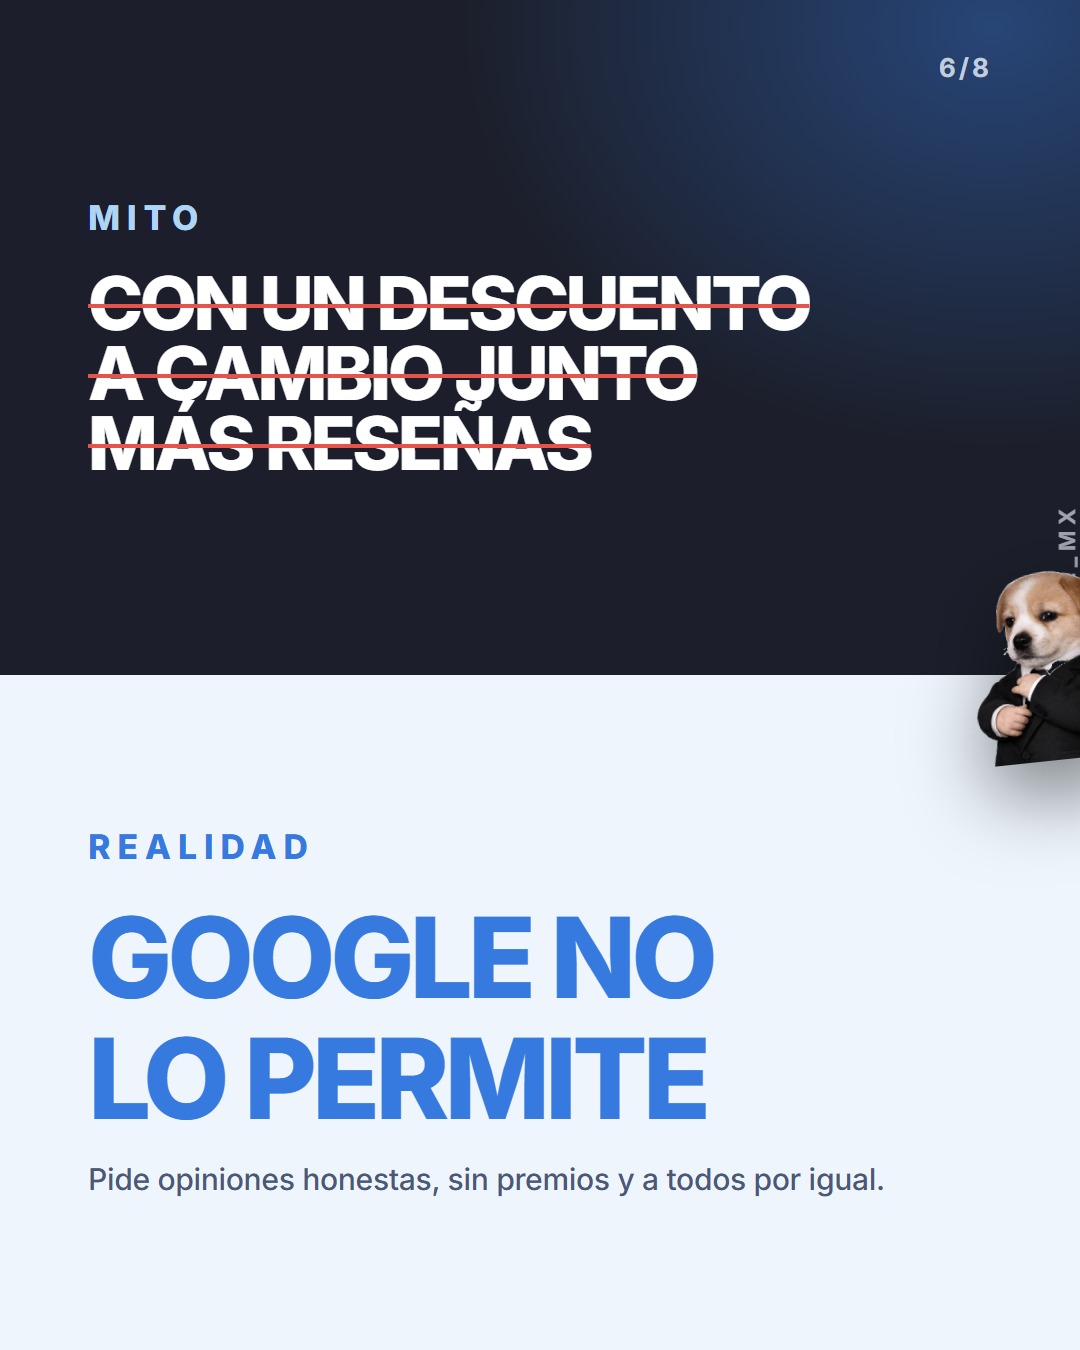 6/8
MITO
CON UN DESCUENTO
A CAMBIO JUNTO
MÁS RESEÑAS
_MX
REALIDAD
GOOGLE NO
LO PERMITE
Pide opiniones honestas, sin premios y a todos por igual.